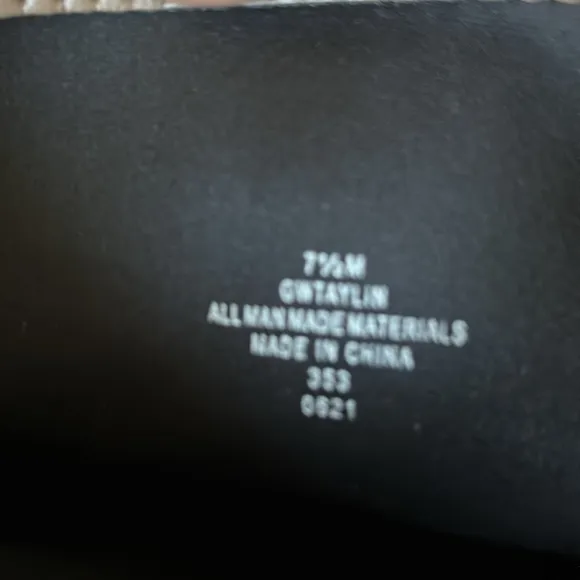 7½M
GWTAYLIN
ALL MAN MADE MATERIALS
MADE IN CHINA
353
0621